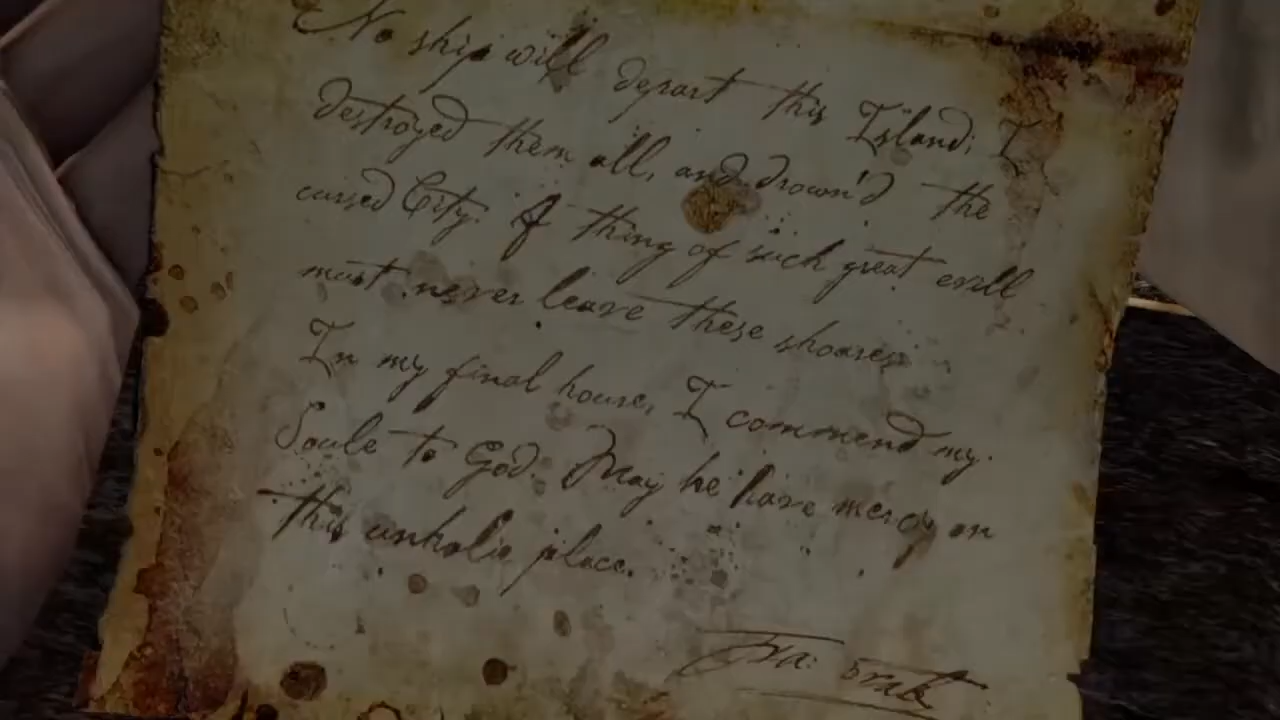 No ship will depart this Island; I
destroyed them all, and drown'd the
cursed City. A thing of such great evill
must never leave these shoares.
In my final houre, I commend my
Soule to God. May he have mercy on
this unholie place.
Fra: Drak